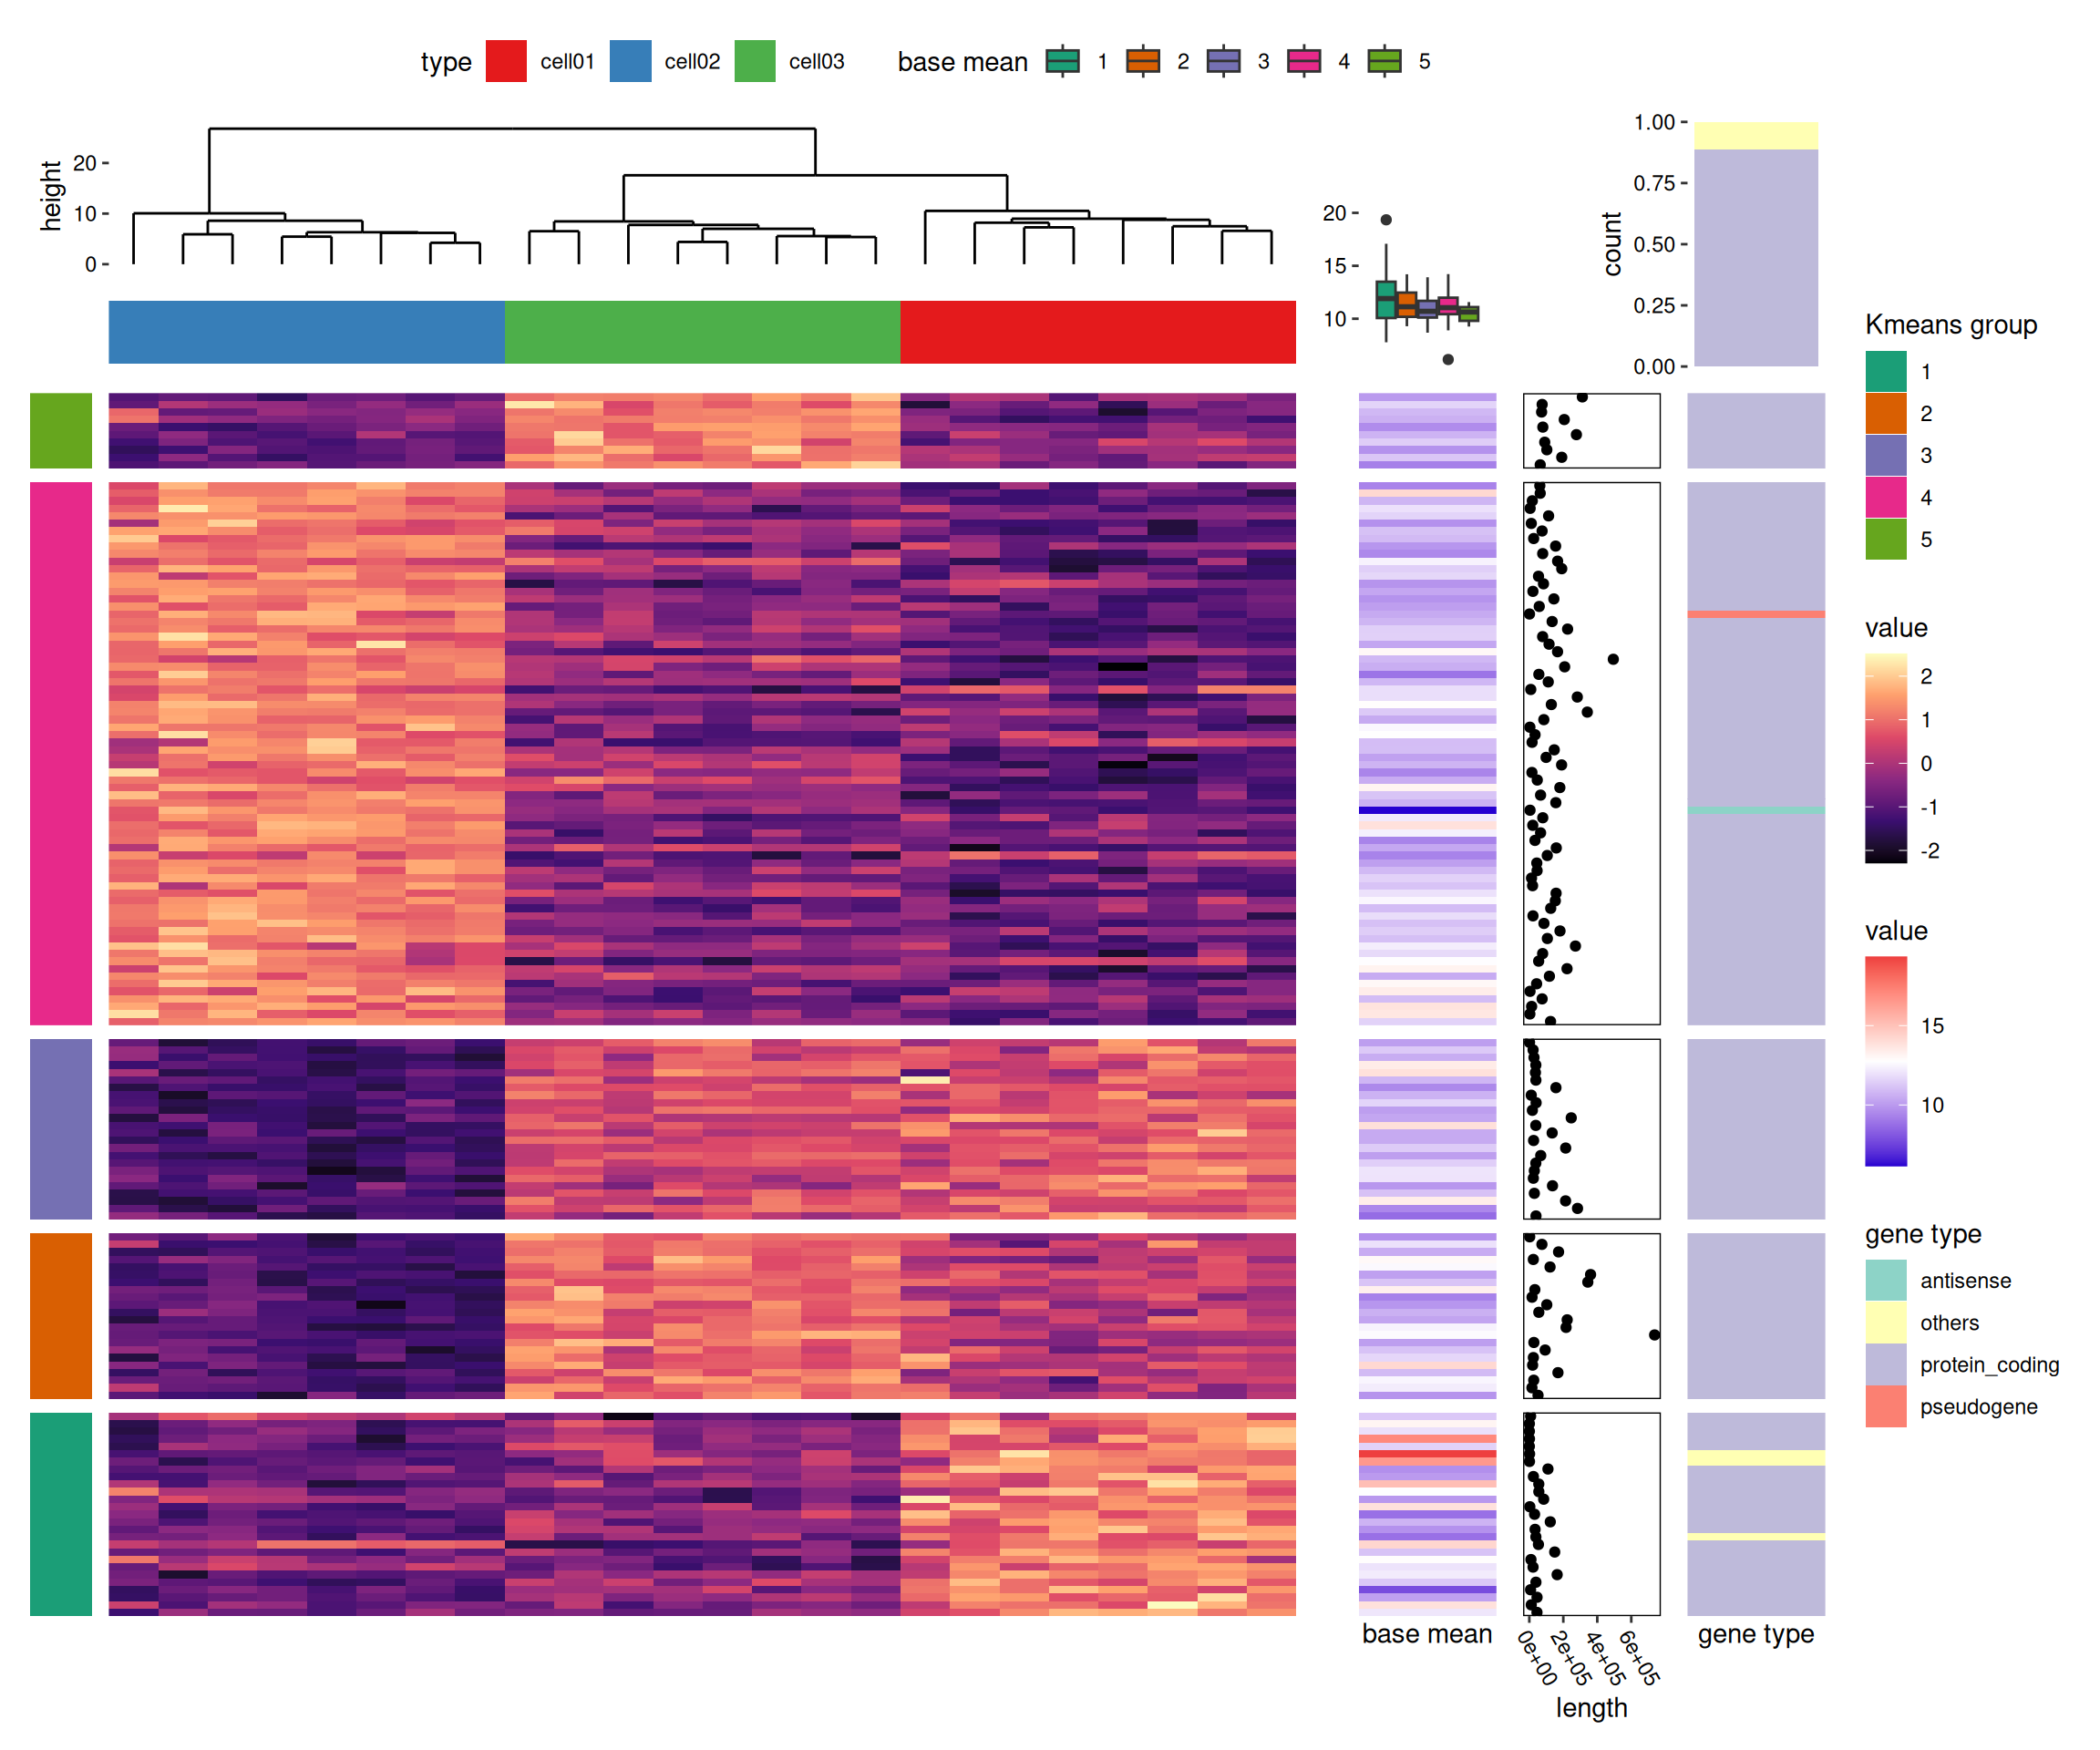 type cell01 cell02 cell03 base mean 1 2 3 4 5
height
20
10
0
20
15
10
count
1.00
0.75
0.50
0.25
0.00
Kmeans group
1
2
3
4
5
value
2
1
0
-1
-2
value
15
10
gene type
antisense
others
protein_coding
pseudogene
base mean
0e+00 2e+05 4e+05 6e+05
length
gene type